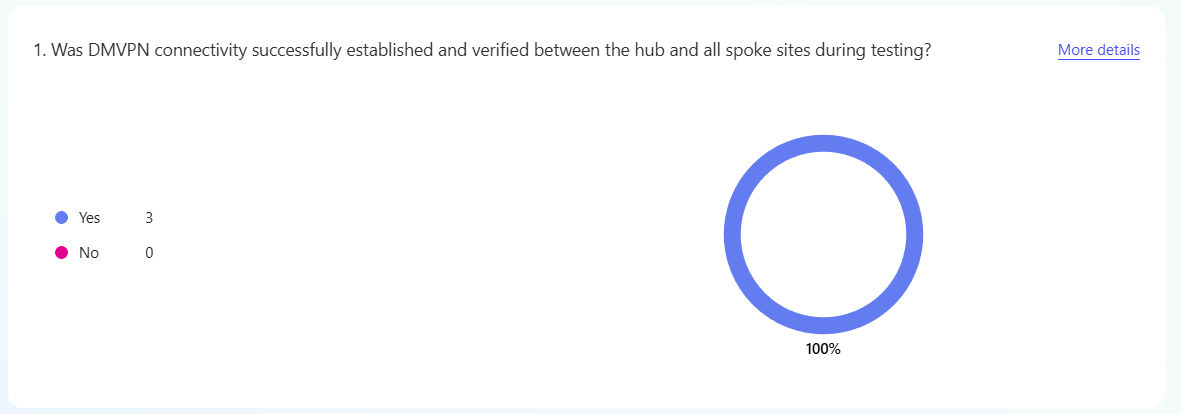 1. Was DMVPN connectivity successfully established and verified between the hub and all spoke sites during testing?
More details
Yes 3
No 0
100%